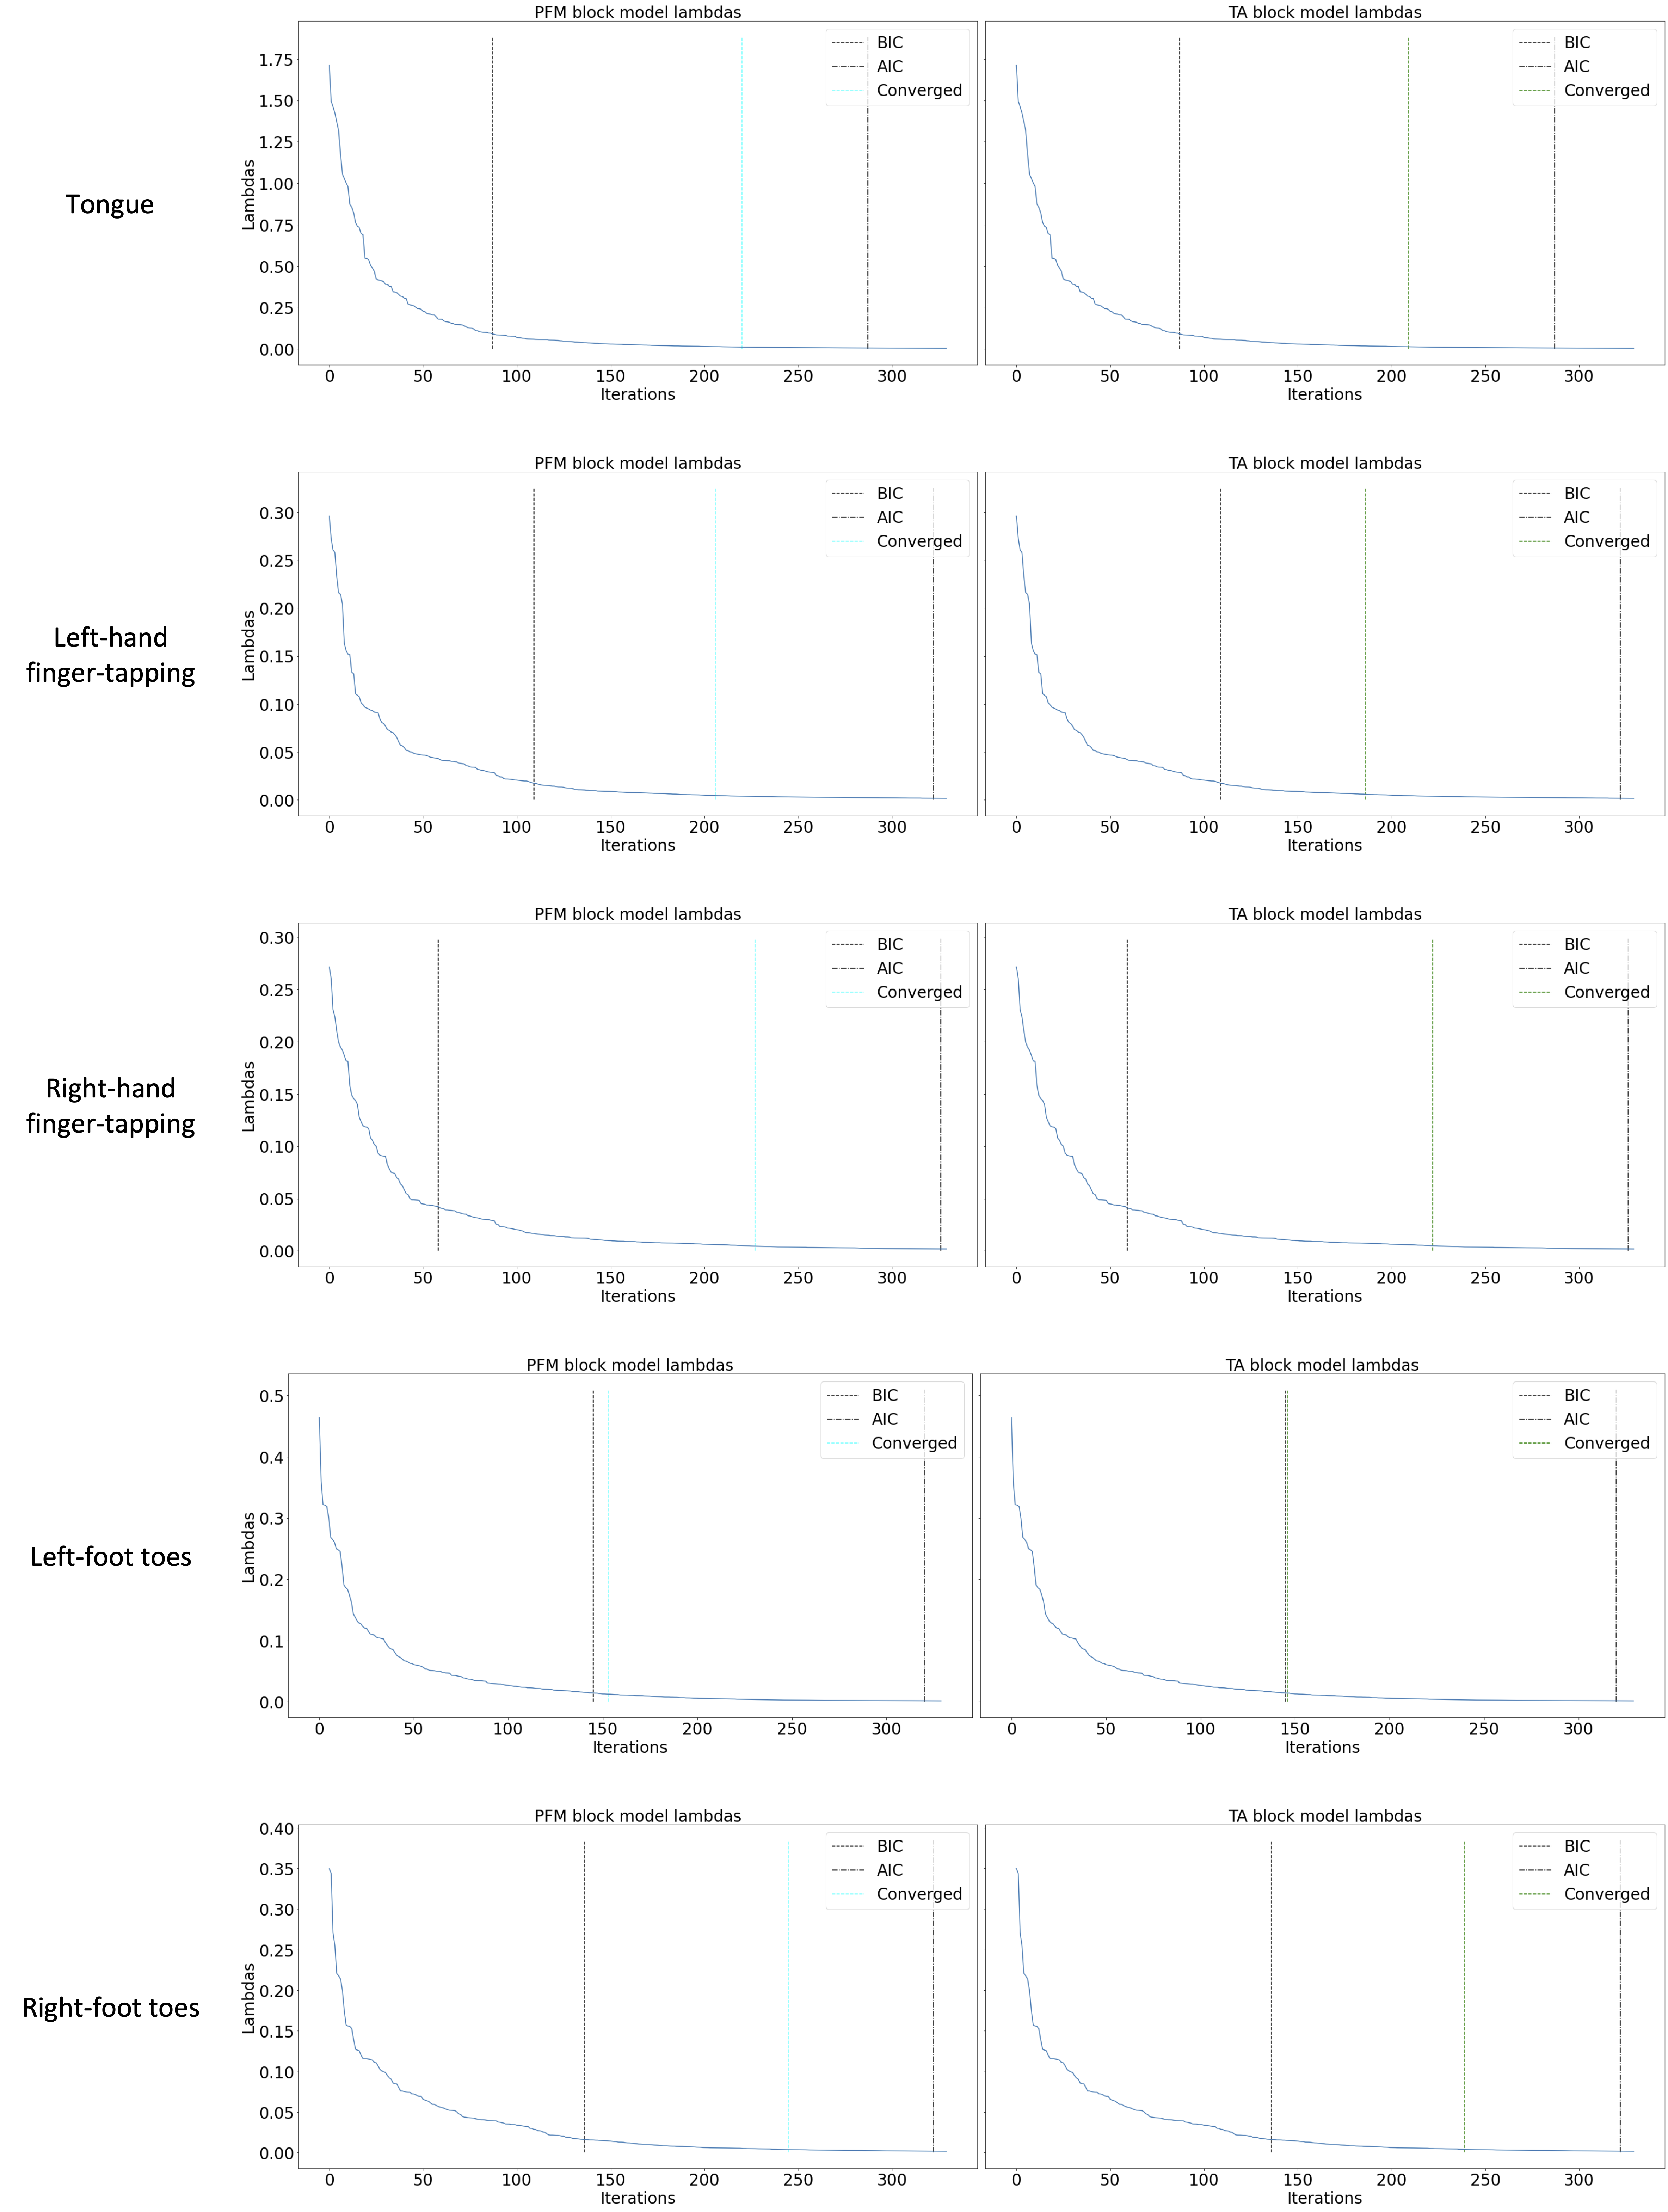 PFM block model lambdas
TA block model lambdas
Tongue
Lambdas
1.75
1.50
1.25
1.00
0.75
0.50
0.25
0.00
BIC
AIC
Converged
BIC
AIC
Converged
0 50 100 150 200 250 300
0 50 100 150 200 250 300
Iterations
Iterations
PFM block model lambdas
TA block model lambdas
Left-hand
finger-tapping
Lambdas
0.30
0.25
0.20
0.15
0.10
0.05
0.00
BIC
AIC
Converged
BIC
AIC
Converged
0 50 100 150 200 250 300
0 50 100 150 200 250 300
Iterations
Iterations
PFM block model lambdas
TA block model lambdas
Right-hand
finger-tapping
Lambdas
0.30
0.25
0.20
0.15
0.10
0.05
0.00
BIC
AIC
Converged
BIC
AIC
Converged
0 50 100 150 200 250 300
0 50 100 150 200 250 300
Iterations
Iterations
PFM block model lambdas
TA block model lambdas
Left-foot toes
Lambdas
0.5
0.4
0.3
0.2
0.1
0.0
BIC
AIC
Converged
BIC
AIC
Converged
0 50 100 150 200 250 300
0 50 100 150 200 250 300
Iterations
Iterations
PFM block model lambdas
TA block model lambdas
Right-foot toes
Lambdas
0.40
0.35
0.30
0.25
0.20
0.15
0.10
0.05
0.00
BIC
AIC
Converged
BIC
AIC
Converged
0 50 100 150 200 250 300
0 50 100 150 200 250 300
Iterations
Iterations